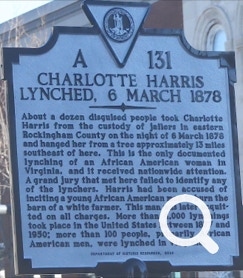 A 131
CHARLOTTE HARRIS
LYNCHED, 6 MARCH 1878
About a dozen disguised people took Charlotte
Harris from the custody of jailers in eastern
Rockingham County on the night of 6 March 1878
and hanged her from a tree approximately 13 miles
southeast of here. This is the only documented
lynching of an African American woman in
Virginia, and it received nationwide attention.
A grand jury that met here failed to identify any
of the lynchers. Harris had been accused of
inciting a young African American man to burn the
barn of a white farmer. This man was later acquit-
ted on all charges. More than 4,000 lynchings
took place in the United States between 1877 and
1950; more than 100 people, primarily African
American men, were lynched in
DEPARTMENT OF HISTORIC RESOURCES, 2020